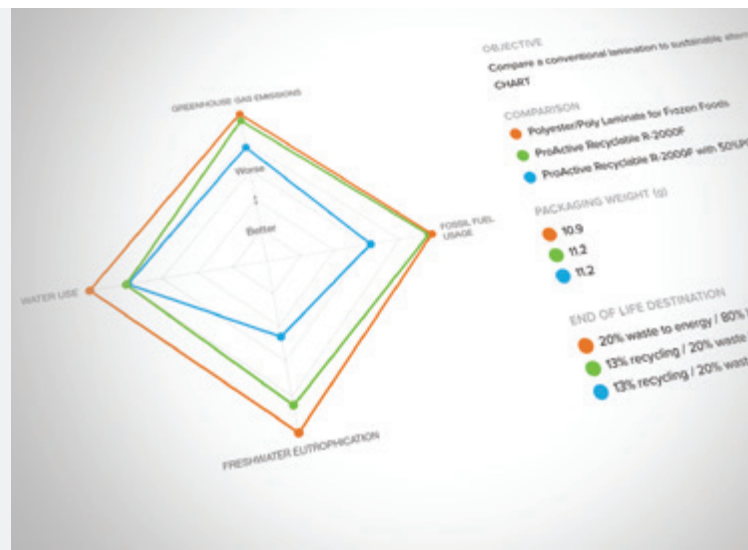 OBJECTIVE
Compare a conventional lamination to sustainable
CHART
COMPARISON
Polyester/Poly Laminate for Frozen Foods
ProActive Recyclable R-2000F
ProActive Recyclable R-2000F with 50%
PACKAGING WEIGHT (g)
10.9
11.2
11.2
END OF LIFE DESTINATION
20% waste to energy / 80%
13% recycling / 20% waste
13% recycling / 20% waste
GREENHOUSE GAS EMISSIONS
Worse
Better
FOSSIL FUEL
USAGE
WATER USE
FRESHWATER EUTROPHICATION